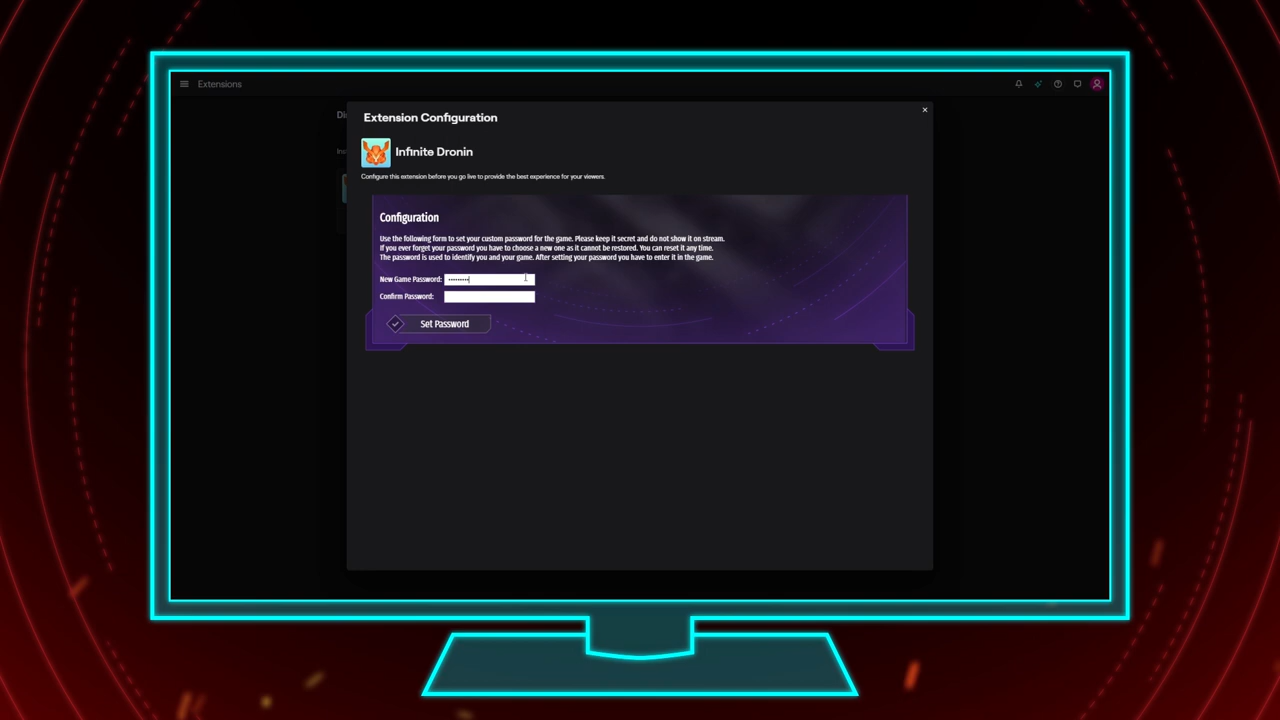 Extensions
Di
Extension Configuration
Ins
Infinite Dronin
Configure this extension before you go live to provide the best experience for your viewers.
Configuration
Use the following form to set your custom password for the game. Please keep it secret and do not show it on stream.
If you ever forget your password you have to choose a new one as it cannot be restored. You can reset it any time.
The password is used to identify you and your game. After setting your password you have to enter it in the game.
New Game Password:
Confirm Password:
Set Password